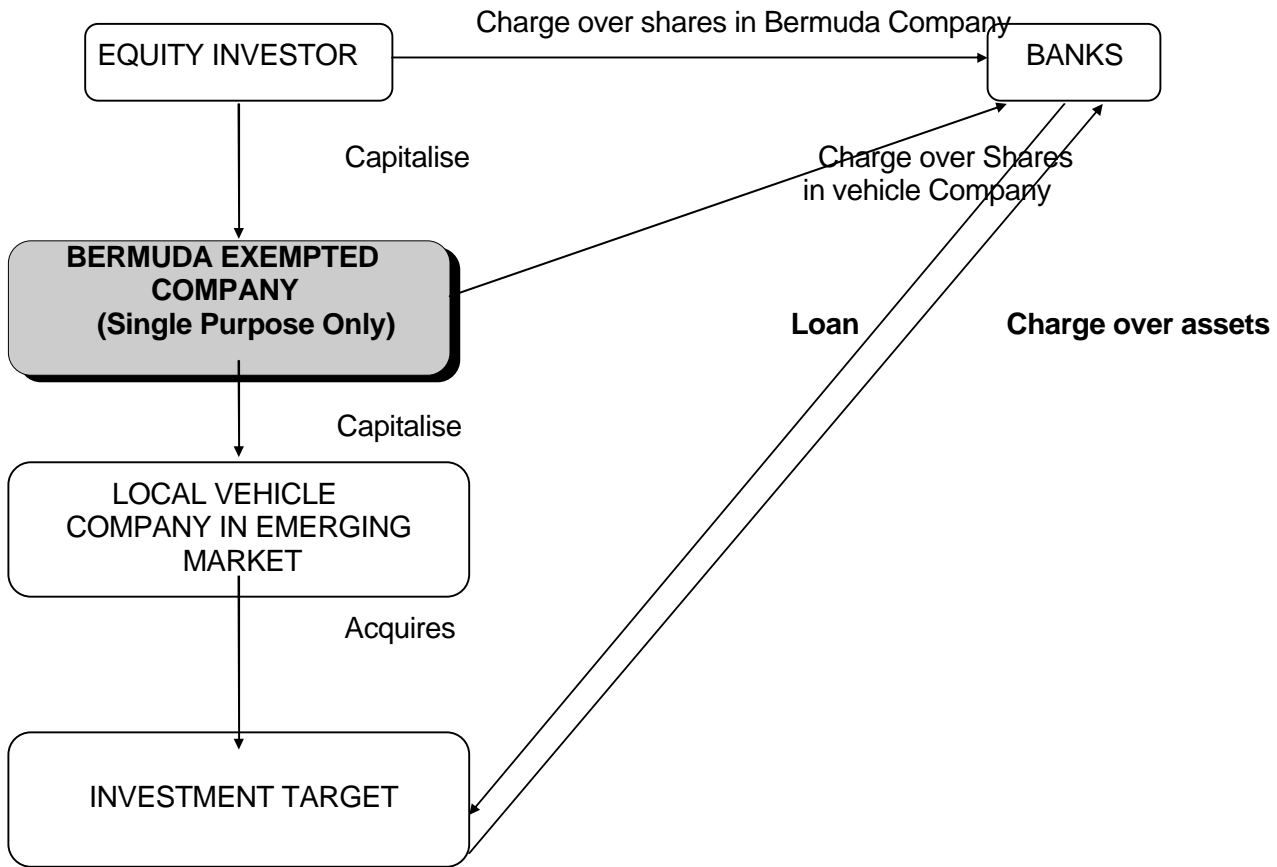 Charge over shares in Bermuda Company
EQUITY INVESTOR
BANKS
Capitalise
Charge over Shares
in vehicle Company
BERMUDA EXEMPTED
COMPANY
(Single Purpose Only)
Loan
Charge over assets
Capitalise
LOCAL VEHICLE
COMPANY IN EMERGING
MARKET
Acquires
INVESTMENT TARGET